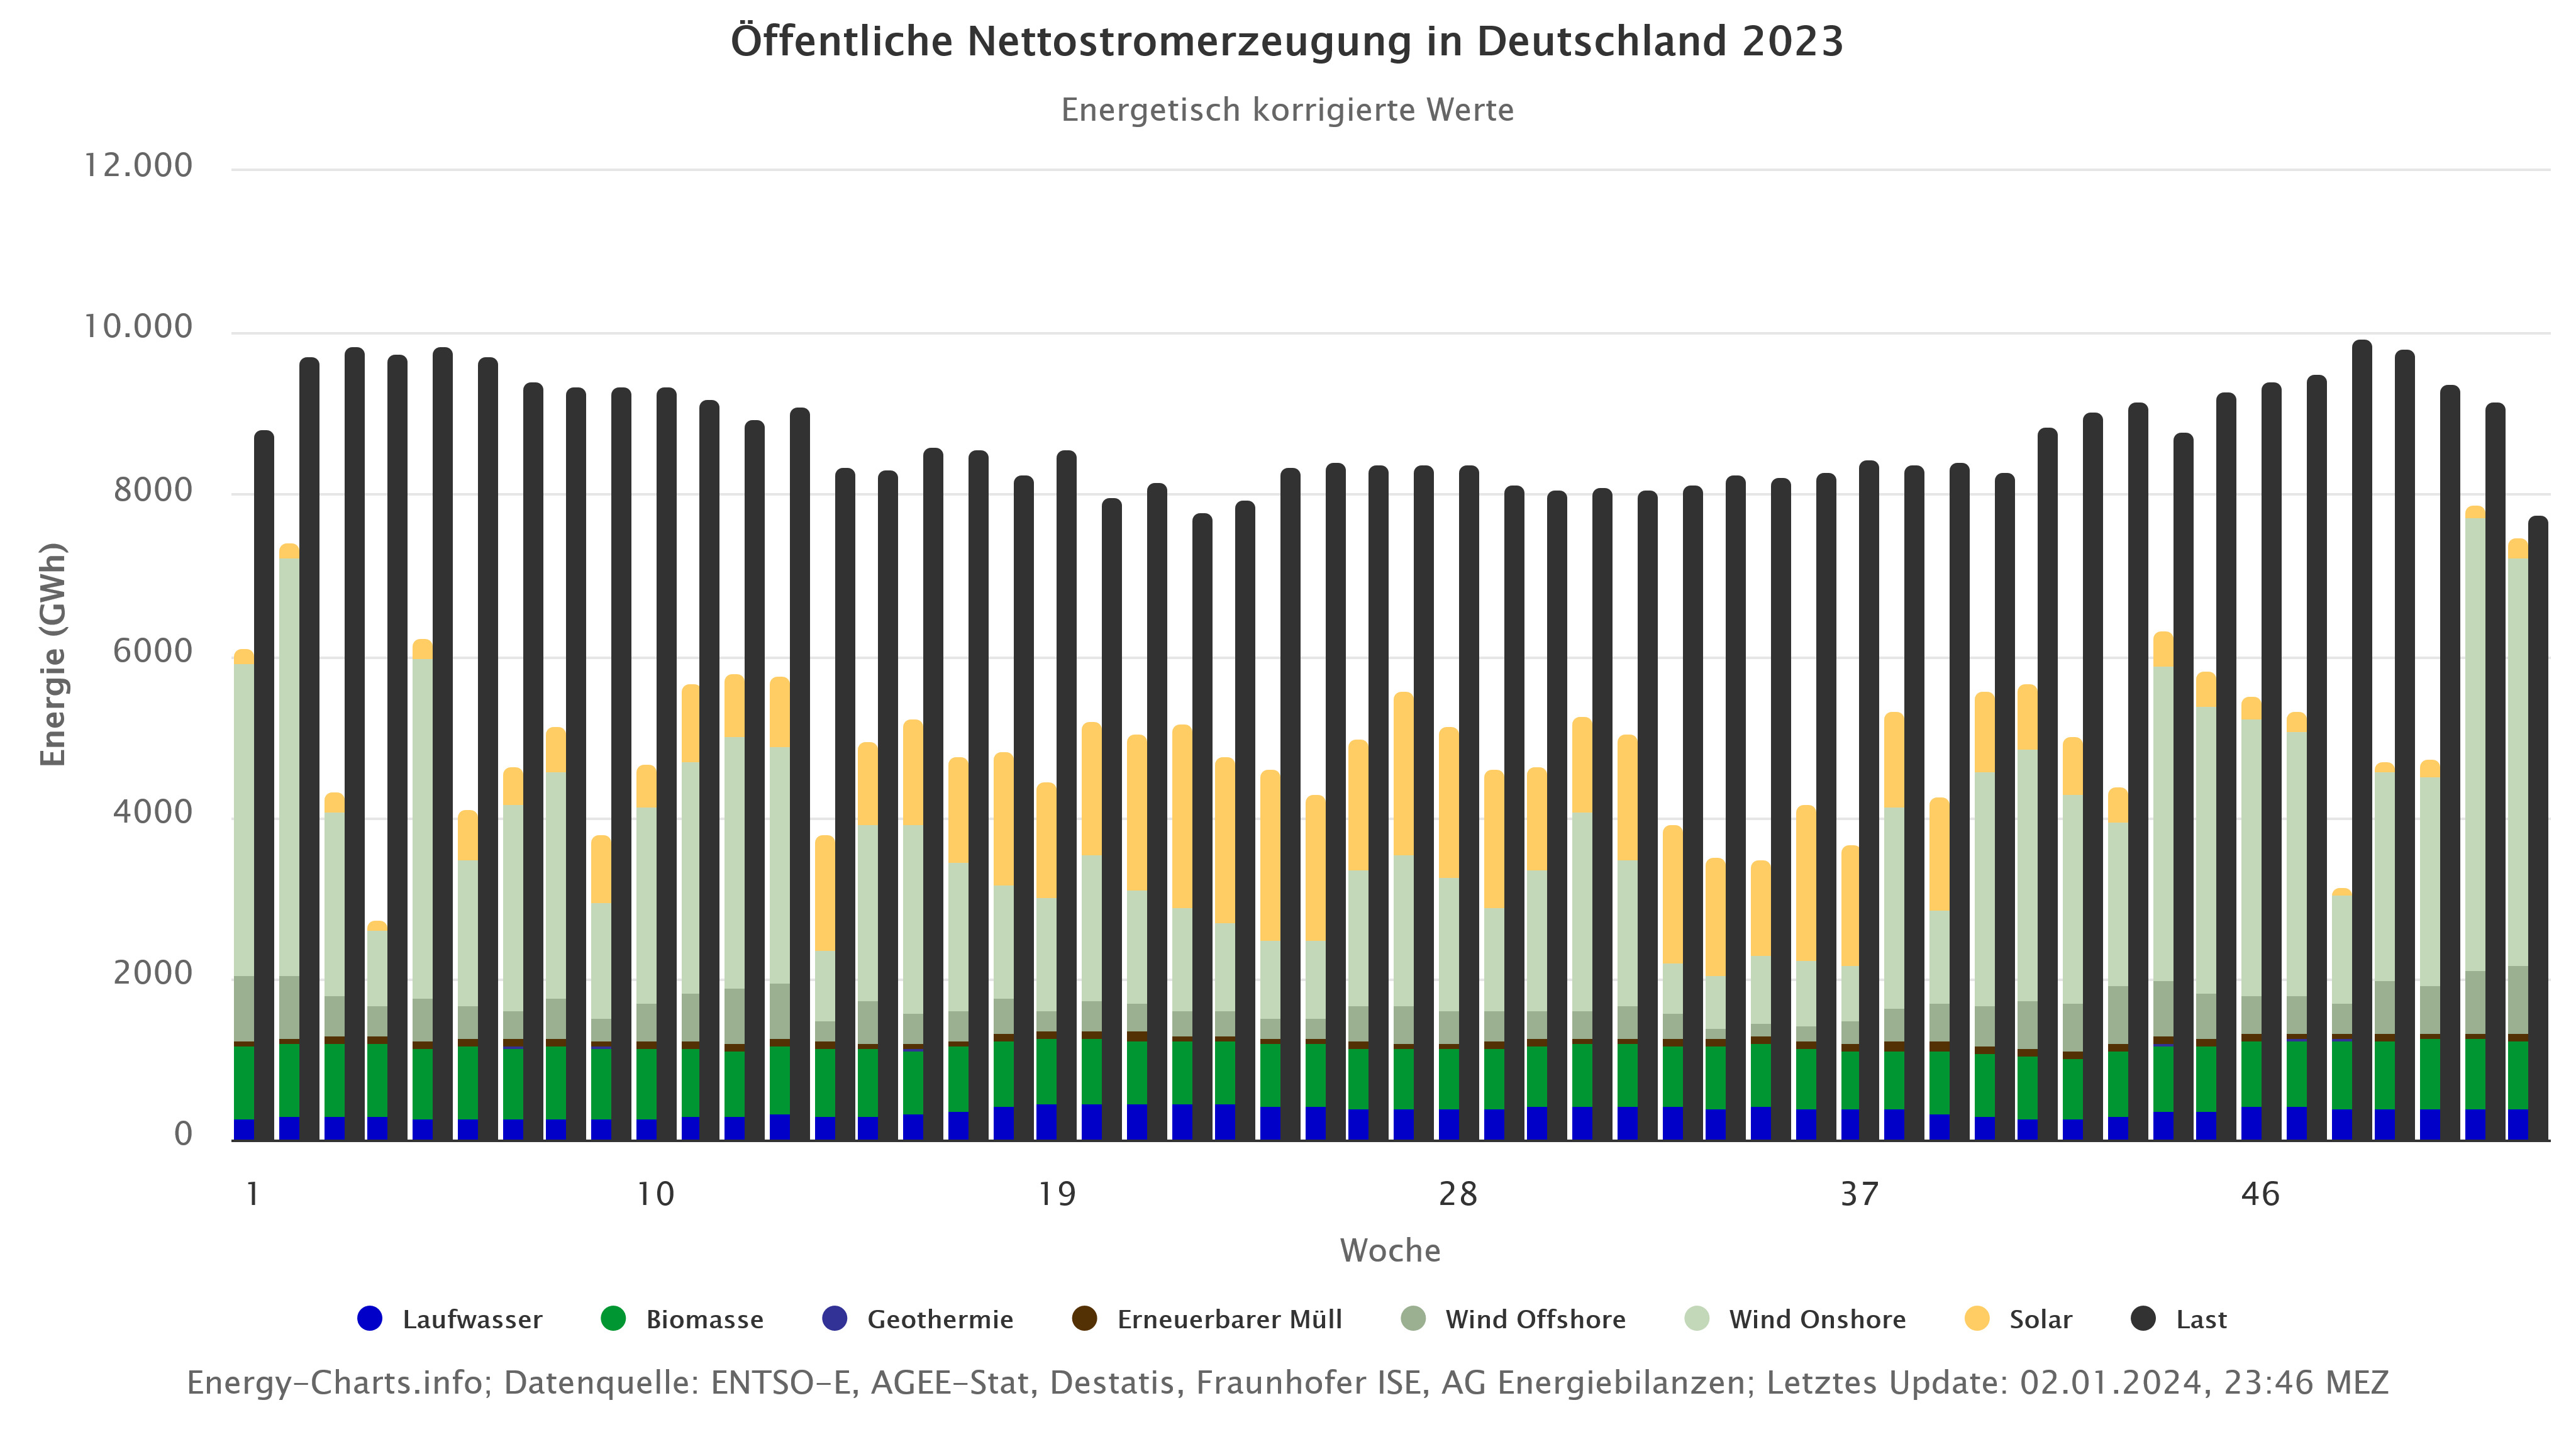 Öffentliche Nettostromerzeugung in Deutschland 2023
Energetisch korrigierte Werte
12.000
10.000
8000
6000
4000
2000
0
Energie (GWh)
1 10 19 28 37 46
Woche
Laufwasser Biomasse Geothermie Erneuerbarer Müll Wind Offshore Wind Onshore Solar Last
Energy-Charts.info; Datenquelle: ENTSO-E, AGEE-Stat, Destatis, Fraunhofer ISE, AG Energiebilanzen; Letztes Update: 02.01.2024, 23:46 MEZ